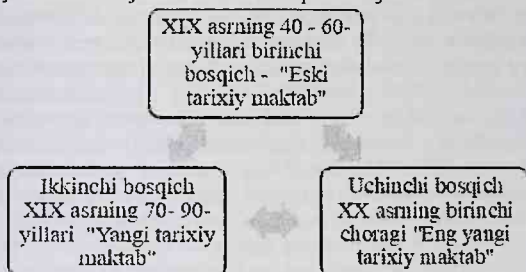 XIX asrning 40 - 60-
yillari birinchi
bosqich - "Eski
tarixiy maktab"
Ikkinchi bosqich
XIX asrning 70- 90-
yillari "Yangi tarixiy
maktab"
Uchinchi bosqich
XX asrning birinchi
choragi "Eng yangi
tarixiy maktab"